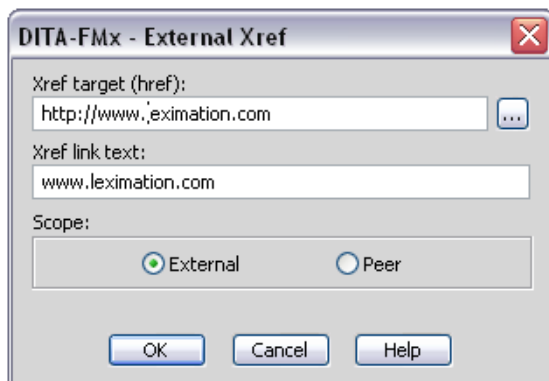 DITA-FMx - External Xref
Xref target (href):
http://www.leximation.com
...
Xref link text:
www.leximation.com
Scope:
External Peer
OK Cancel Help